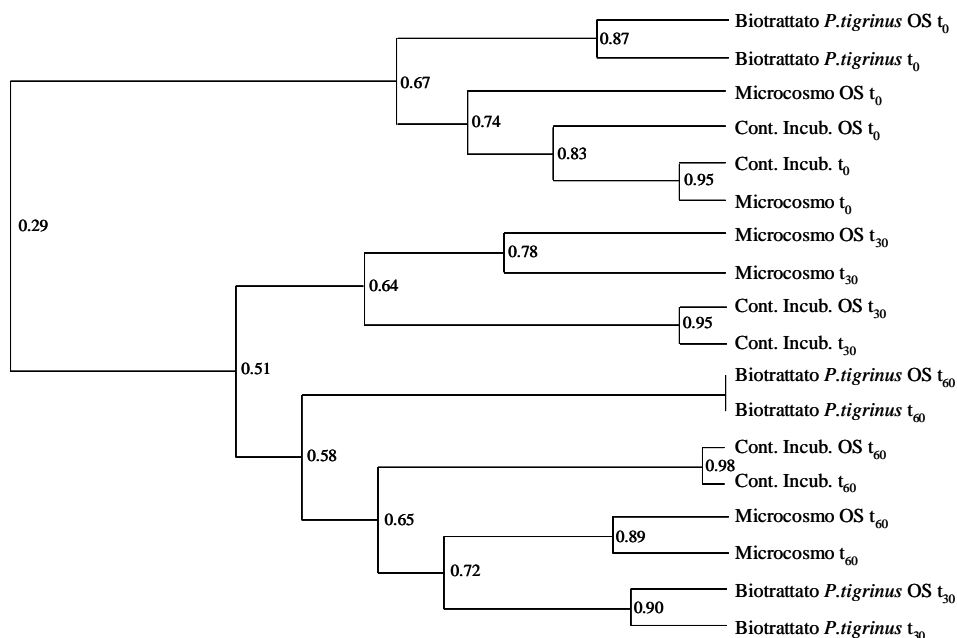 Biotrattato P.tigrinus OS t0
0.87
Biotrattato P.tigrinus t0
0.67
Microcosmo OS t0
0.74
Cont. Incub. OS t0
0.83
Cont. Incub. t0
0.95
Microcosmo t0
0.29
Microcosmo OS t30
0.78
Microcosmo t30
0.64
Cont. Incub. OS t30
0.95
Cont. Incub. t30
0.51
Biotrattato P.tigrinus OS t60
Biotrattato P.tigrinus t60
0.58
Cont. Incub. OS t60
0.98
Cont. Incub. t60
0.65
Microcosmo OS t60
0.89
Microcosmo t60
0.72
Biotrattato P.tigrinus OS t30
0.90
Biotrattato P.tigrinus t30